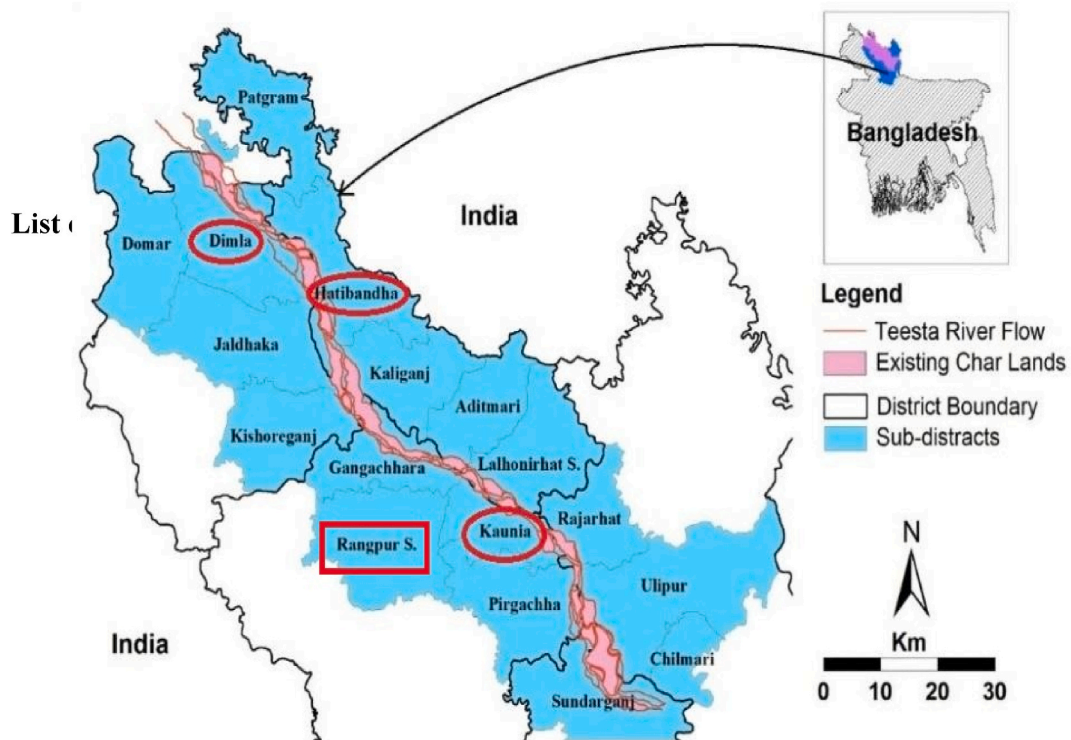 Patgram
Bangladesh
India
List
Domar
Dimla
Hatibandha
Legend
Teesta River Flow
Existing Char Lands
District Boundary
Sub-distracts
Jaldhaka
Kaliganj
Aditmari
Kishoreganj
Gangachhara
Lalhonirhat S.
Rajarhat
Kaunia
Rangpur S.
N
Ulipur
Pirgachha
India
Chilmari
Km
Sundarganj
0 10 20 30